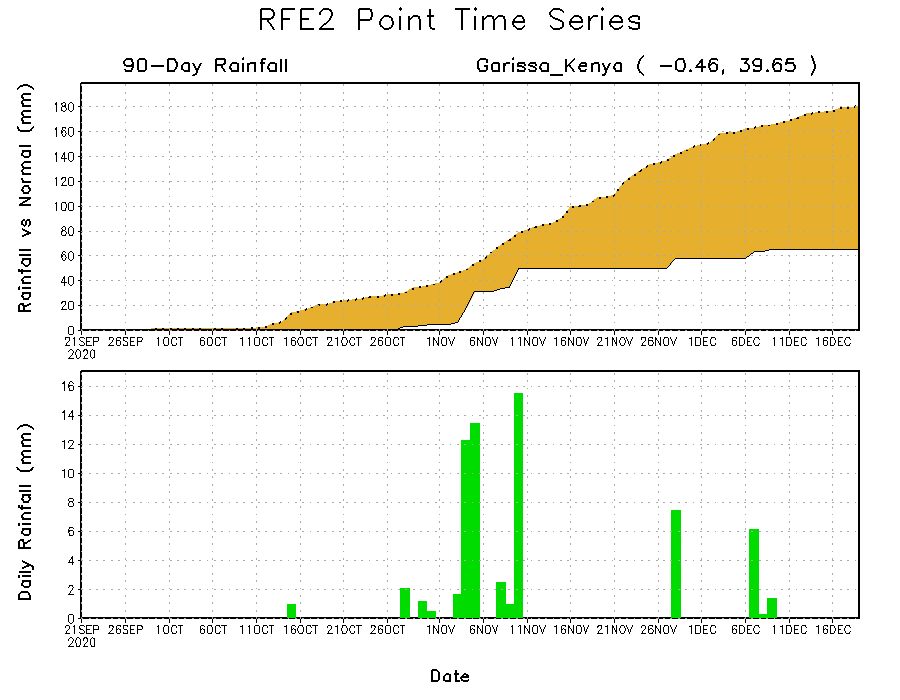 RFE2 Point Time Series
90-Day Rainfall
Garissa_Kenya ( -0.46, 39.65 )
Rainfall vs Normal (mm)
180
160
140
120
100
80
60
40
20
0
21SEP 26SEP 1OCT 6OCT 11OCT 16OCT 21OCT 26OCT 1NOV 6NOV 11NOV 16NOV 21NOV 26NOV 1DEC 6DEC 11DEC 16DEC
2020
Daily Rainfall (mm)
16
14
12
10
8
6
4
2
0
21SEP 26SEP 1OCT 6OCT 11OCT 16OCT 21OCT 26OCT 1NOV 6NOV 11NOV 16NOV 21NOV 26NOV 1DEC 6DEC 11DEC 16DEC
2020
Date